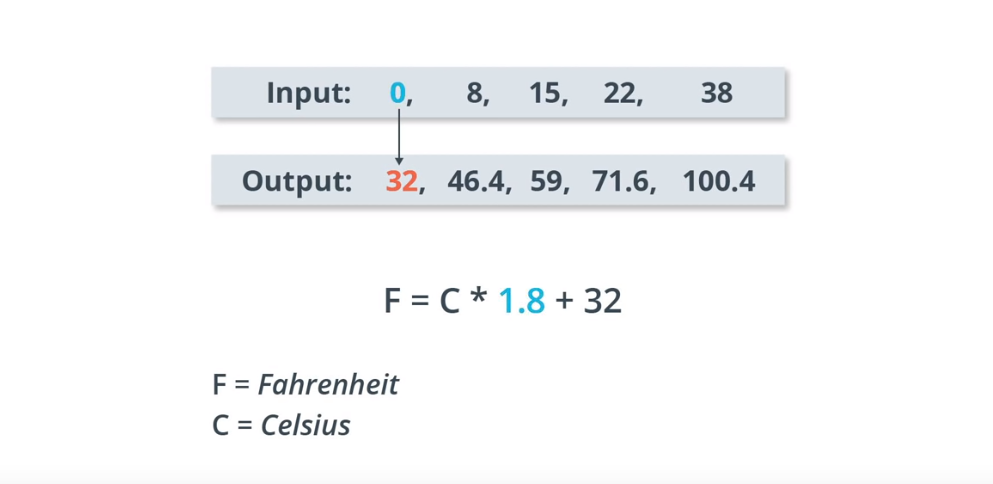 Input: 0, 8, 15, 22, 38
Output: 32, 46.4, 59, 71.6, 100.4
F = C * 1.8 + 32
F = Fahrenheit
C = Celsius